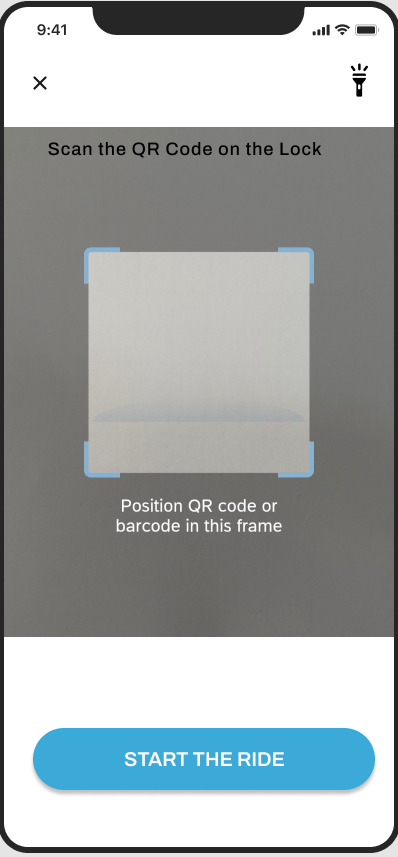 9:41
Scan the QR Code on the Lock
Position QR code or
barcode in this frame
START THE RIDE